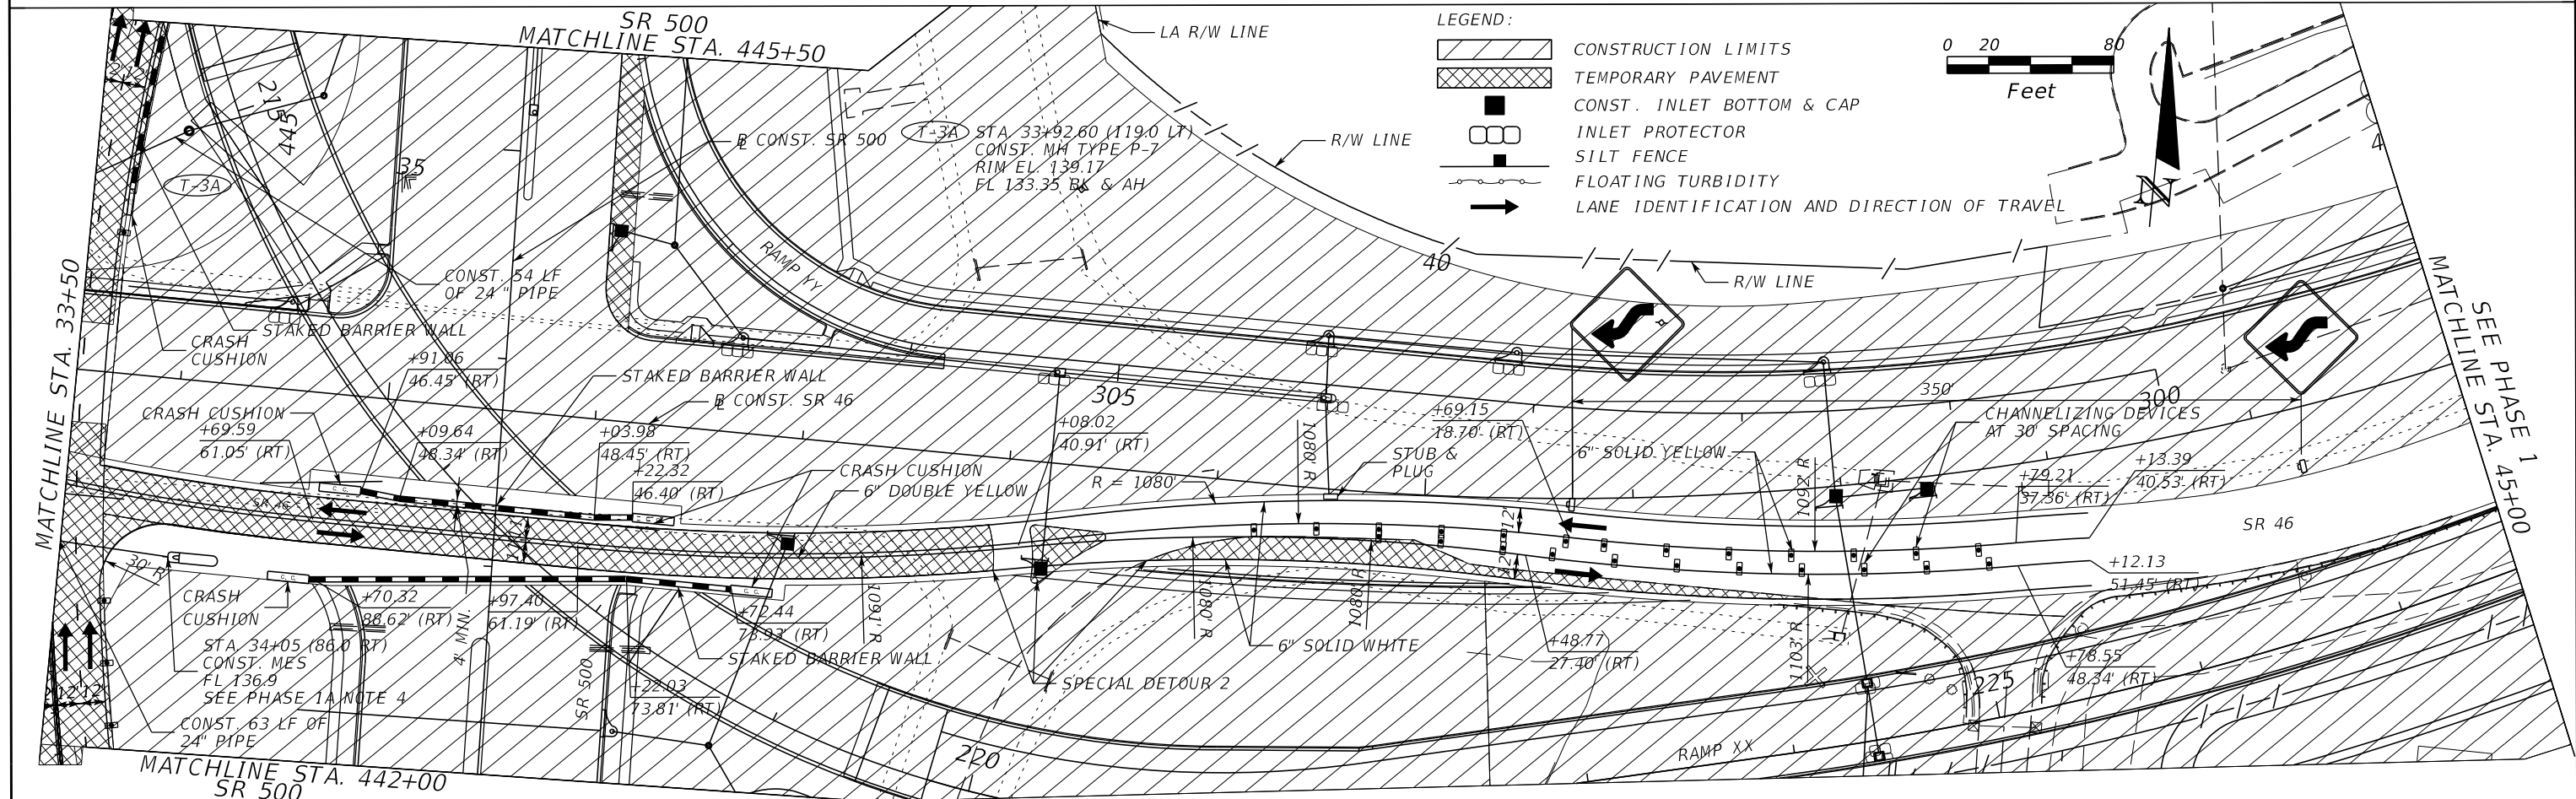 SR 500
MATCHLINE STA. 445+50
LA R/W LINE
LEGEND:
CONSTRUCTION LIMITS
TEMPORARY PAVEMENT
CONST. INLET BOTTOM & CAP
INLET PROTECTOR
SILT FENCE
FLOATING TURBIDITY
LANE IDENTIFICATION AND DIRECTION OF TRAVEL
0 20 80
Feet
N
R/W LINE
R/W LINE
40
4
12' 12'
215
445
35
T-3A
℄ CONST. SR 500
T-3A
STA. 33+92.60 (119.0 LT)
CONST. MH TYPE P-7
RIM EL. 139.17
FL 133.35 BK & AH
RAMP YY
CONST. 54 LF
OF 24" PIPE
STAKED BARRIER WALL
CRASH
CUSHION
MATCHLINE STA. 33+50
+91.06
46.45' (RT)
STAKED BARRIER WALL
℄ CONST. SR 46
305
CRASH CUSHION
+69.59
61.05' (RT)
+09.64
48.34' (RT)
+03.98
48.45' (RT)
+22.32
46.40' (RT)
+08.02
40.91' (RT)
CRASH CUSHION
6" DOUBLE YELLOW
R = 1080'
1080' R
STUB &
PLUG
+69.15
18.70' (RT)
6" SOLID YELLOW
1092' R
350'
300
CHANNELIZING DEVICES
AT 30' SPACING
+79.21
37.36' (RT)
+13.39
40.53' (RT)
SR 46
SEE PHASE 1
MATCHLINE STA. 45+00
SR 46
12'
12'
30' R
CRASH
CUSHION
STA. 34+05 (86.0 RT)
CONST. MES
FL 136.9
SEE PHASE 1A NOTE 4
CONST. 63 LF OF
24" PIPE
12' 12'
+70.32
88.62' (RT)
4' MIN.
+97.40
61.19' (RT)
SR 500
+22.03
73.81' (RT)
+72.44
73.93' (RT)
STAKED BARRIER WALL
1091' R
SPECIAL DETOUR 2
1080' R
6" SOLID WHITE
1080' R
+48.77
27.40' (RT)
1103' R
+12.13
51.45' (RT)
+78.55
48.34' (RT)
225
220
RAMP XX
MATCHLINE STA. 442+00
SR 500